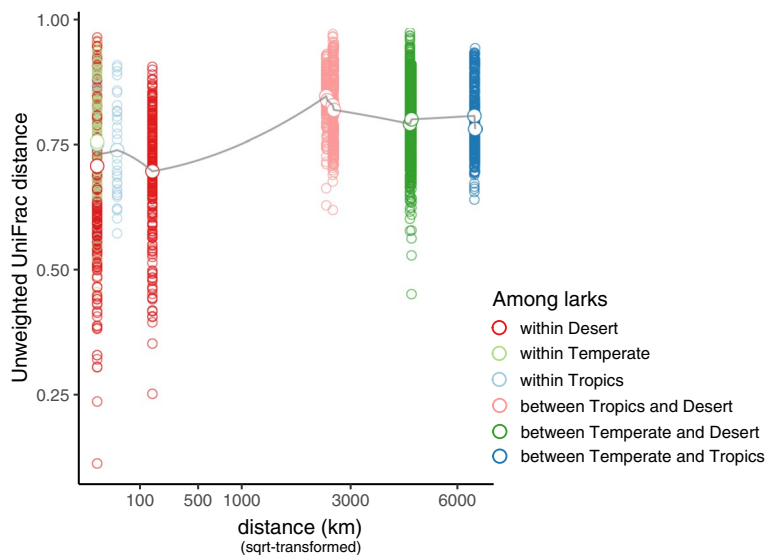 1.00
0.75
0.50
0.25
Unweighted UniFrac distance
100 500 1000 3000 6000
distance (km)
(sqrt-transformed)
Among larks
within Desert
within Temperate
within Tropics
between Tropics and Desert
between Temperate and Desert
between Temperate and Tropics